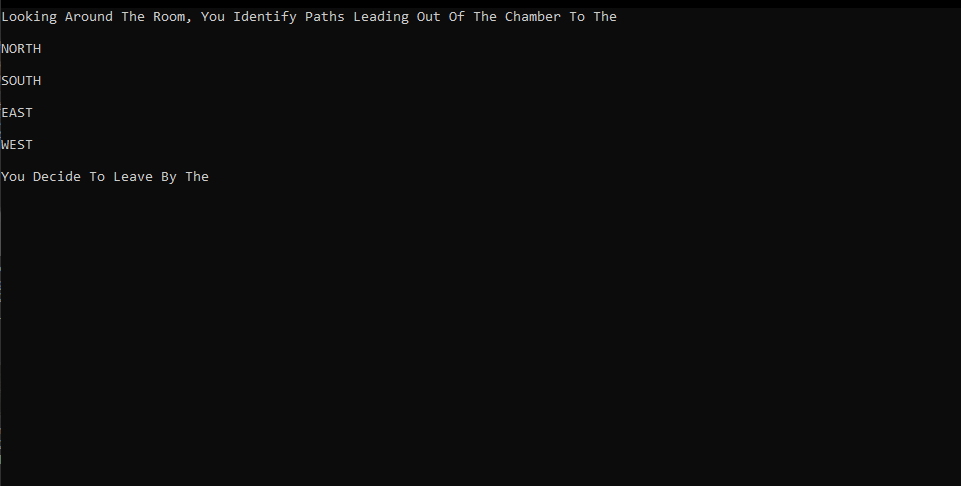 Looking Around The Room, You Identify Paths Leading Out Of The Chamber To The
NORTH
SOUTH
EAST
WEST
You Decide To Leave By The